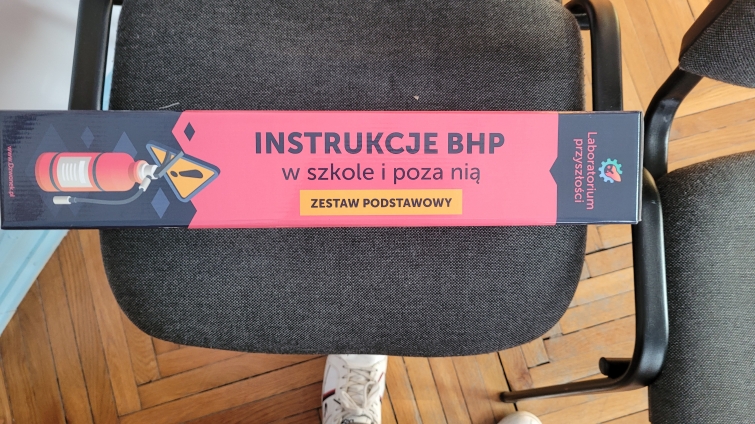 INSTRUKCJE BHP
w szkole i poza nią
ZESTAW PODSTAWOWY
Laboratorium
przyszłości